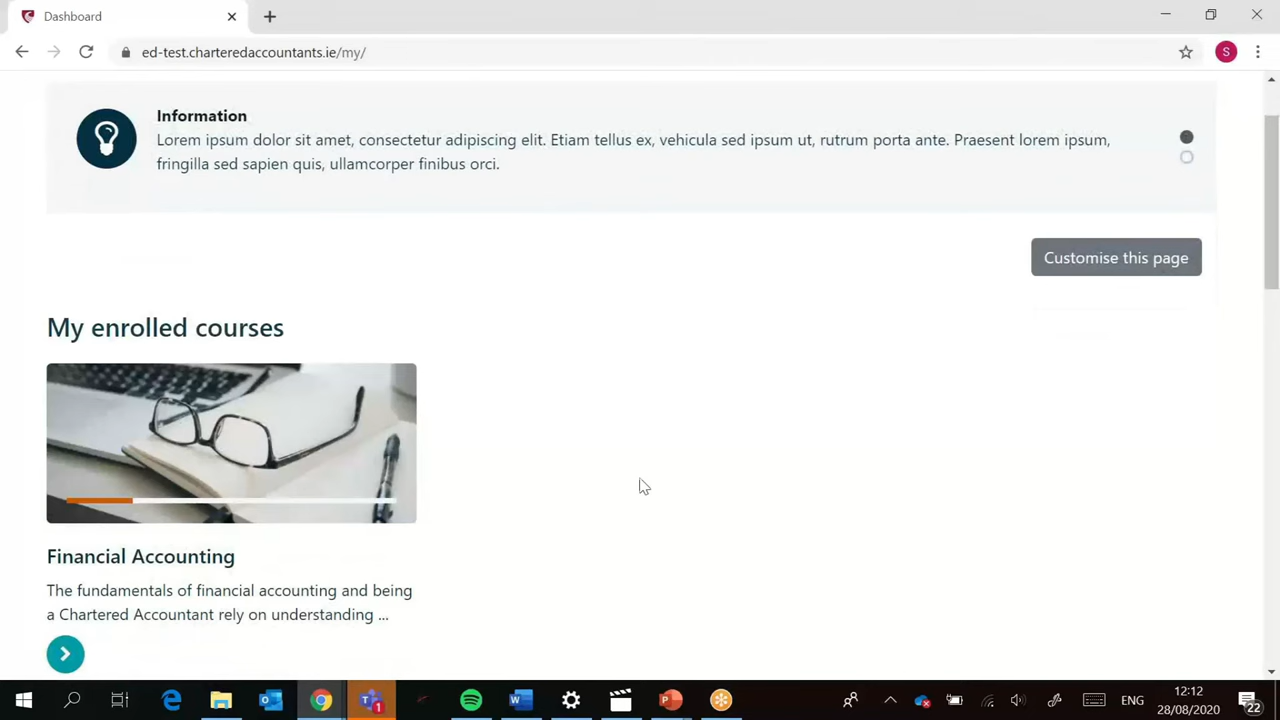 Dashboard
ed-test.charteredaccountants.ie/my/
S
Information
Lorem ipsum dolor sit amet, consectetur adipiscing elit. Etiam tellus ex, vehicula sed ipsum ut, rutrum porta ante. Praesent lorem ipsum,
fringilla sed sapien quis, ullamcorper finibus orci.
Customise this page
My enrolled courses
Financial Accounting
The fundamentals of financial accounting and being
a Chartered Accountant rely on understanding ...
1
ENG
12:12
28/08/2020
22